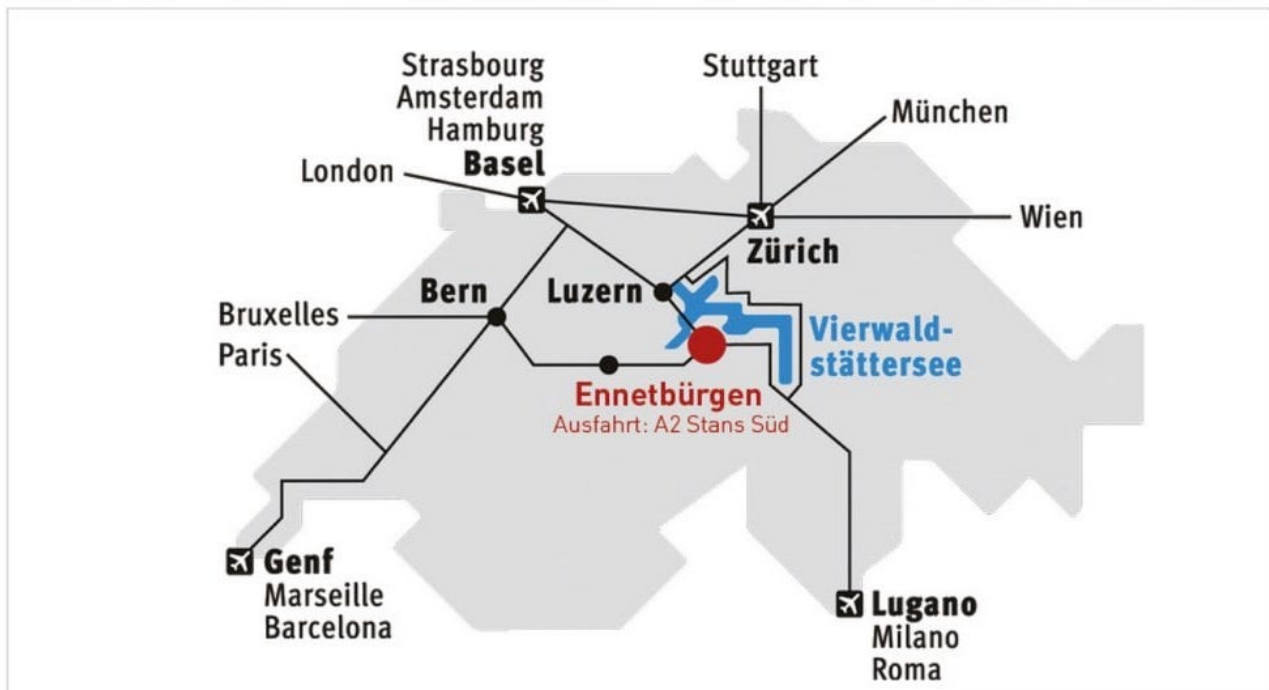 Strasbourg
Amsterdam
Hamburg
Basel
Stuttgart
München
London
Wien
Zürich
Bern
Luzern
Bruxelles
Paris
Vierwald-
stättersee
Ennetbürgen
Ausfahrt: A2 Stans Süd
Genf
Marseille
Barcelona
Lugano
Milano
Roma